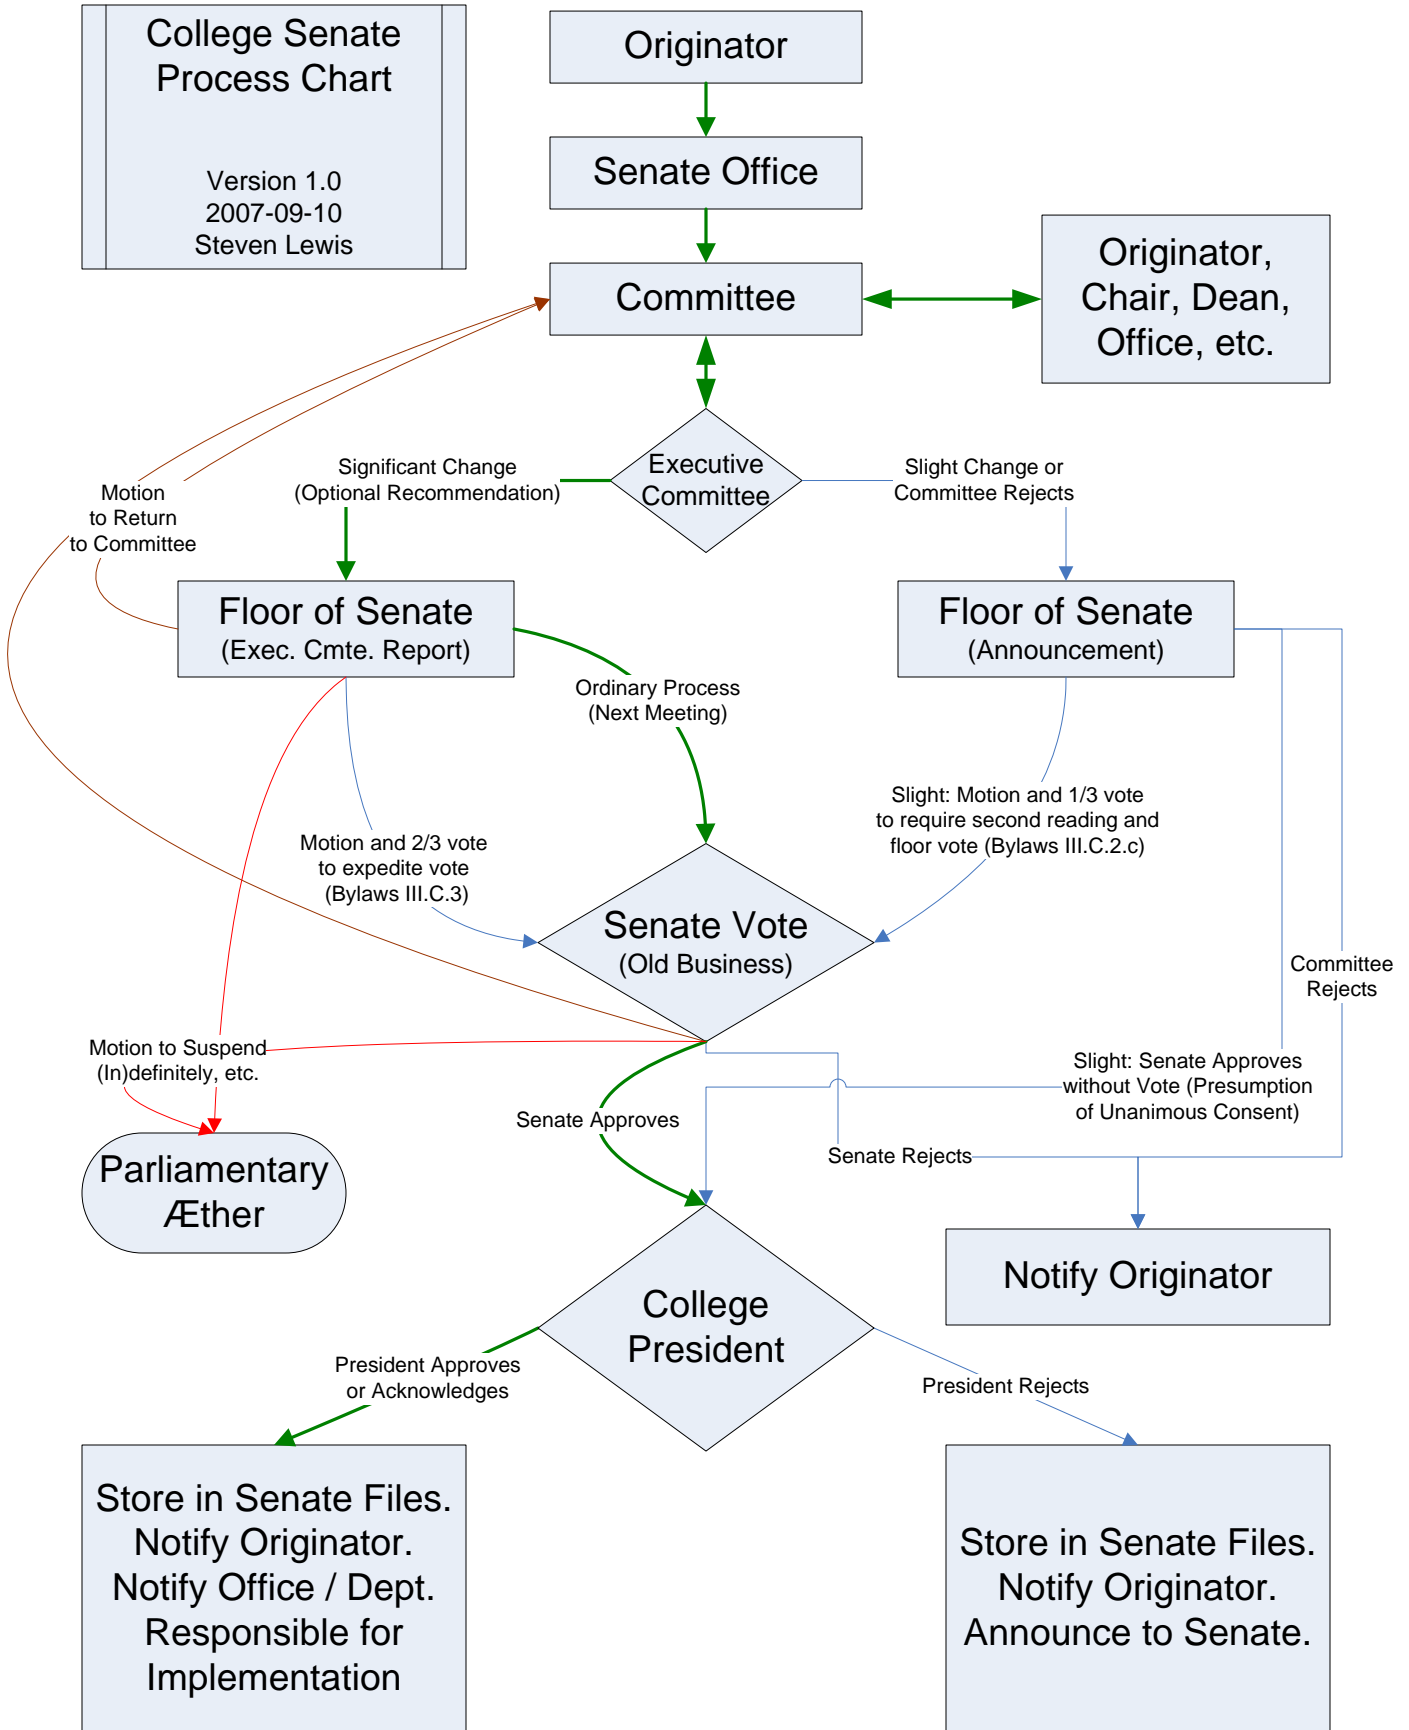 College Senate
Process Chart
Version 1.0
2007-09-10
Steven Lewis
Originator
Senate Office
Committee
Originator,
Chair, Dean,
Office, etc.
Executive
Committee
Significant Change
(Optional Recommendation)
Slight Change or
Committee Rejects
Motion
to Return
to Committee
Floor of Senate
(Exec. Cmte. Report)
Floor of Senate
(Announcement)
Ordinary Process
(Next Meeting)
Motion and 2/3 vote
to expedite vote
(Bylaws III.C.3)
Slight: Motion and 1/3 vote
to require second reading and
floor vote (Bylaws III.C.2.c)
Senate Vote
(Old Business)
Committee
Rejects
Motion to Suspend
(In)definitely, etc.
Slight: Senate Approves
without Vote (Presumption
of Unanimous Consent)
Senate Approves
Senate Rejects
Parliamentary
Æther
Notify Originator
College
President
President Approves
or Acknowledges
President Rejects
Store in Senate Files.
Notify Originator.
Notify Office / Dept.
Responsible for
Implementation
Store in Senate Files.
Notify Originator.
Announce to Senate.